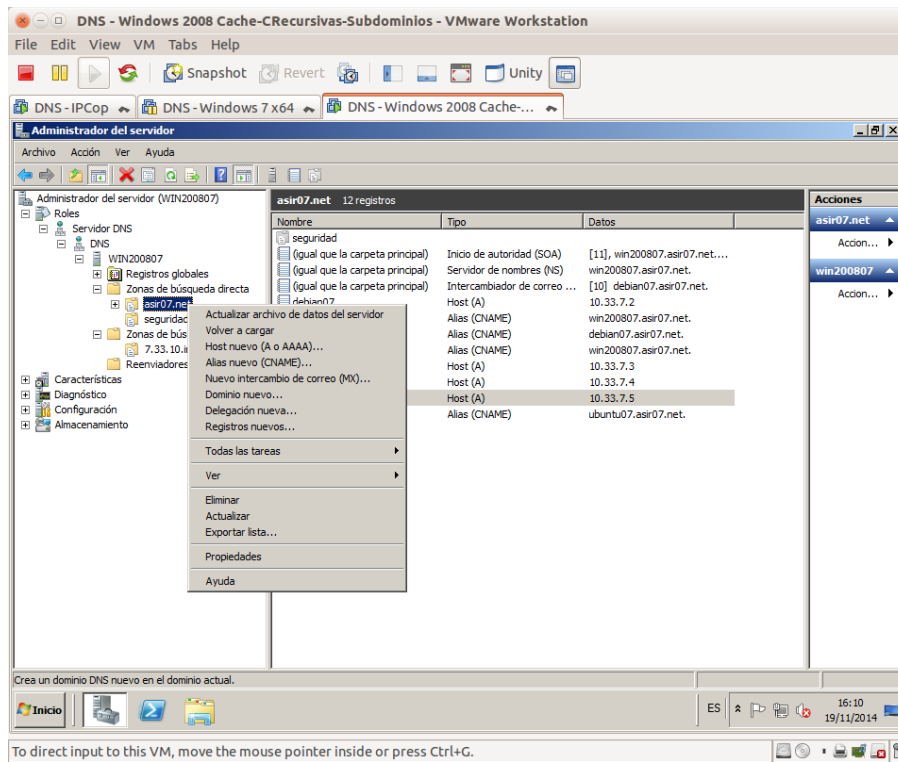 DNS - Windows 2008 Cache-CRecursivas-Subdominios - VMware Workstation
File Edit View VM Tabs Help
Snapshot Revert Unity
DNS - IPCop DNS - Windows 7 x64 DNS - Windows 2008 Cache-...
Administrador del servidor
Archivo Acción Ver Ayuda
Administrador del servidor (WIN200807)
Roles
Servidor DNS
DNS
WIN200807
Registros globales
Zonas de búsqueda directa
asir07.net
seguridad
Zonas de bús
7.33.10.i
Reenviadores
Características
Diagnóstico
Configuración
Almacenamiento
asir07.net 12 registros
Nombre Tipo Datos
seguridad
(igual que la carpeta principal) Inicio de autoridad (SOA) [11], win200807.asir07.net....
(igual que la carpeta principal) Servidor de nombres (NS) win200807.asir07.net.
(igual que la carpeta principal) Intercambiador de correo ... [10] debian07.asir07.net.
debian07 Host (A) 10.33.7.2
Alias (CNAME) win200807.asir07.net.
Alias (CNAME) debian07.asir07.net.
Alias (CNAME) win200807.asir07.net.
Host (A) 10.33.7.3
Host (A) 10.33.7.4
Host (A) 10.33.7.5
Alias (CNAME) ubuntu07.asir07.net.
Actualizar archivo de datos del servidor
Volver a cargar
Host nuevo (A o AAAA)...
Alias nuevo (CNAME)...
Nuevo intercambio de correo (MX)...
Dominio nuevo...
Delegación nueva...
Registros nuevos...
Todas las tareas
Ver
Eliminar
Actualizar
Exportar lista...
Propiedades
Ayuda
Acciones
asir07.net
Accion...
win200807
Accion...
Crea un dominio DNS nuevo en el dominio actual.
Inicio
ES
16:10
19/11/2014
To direct input to this VM, move the mouse pointer inside or press Ctrl+G.